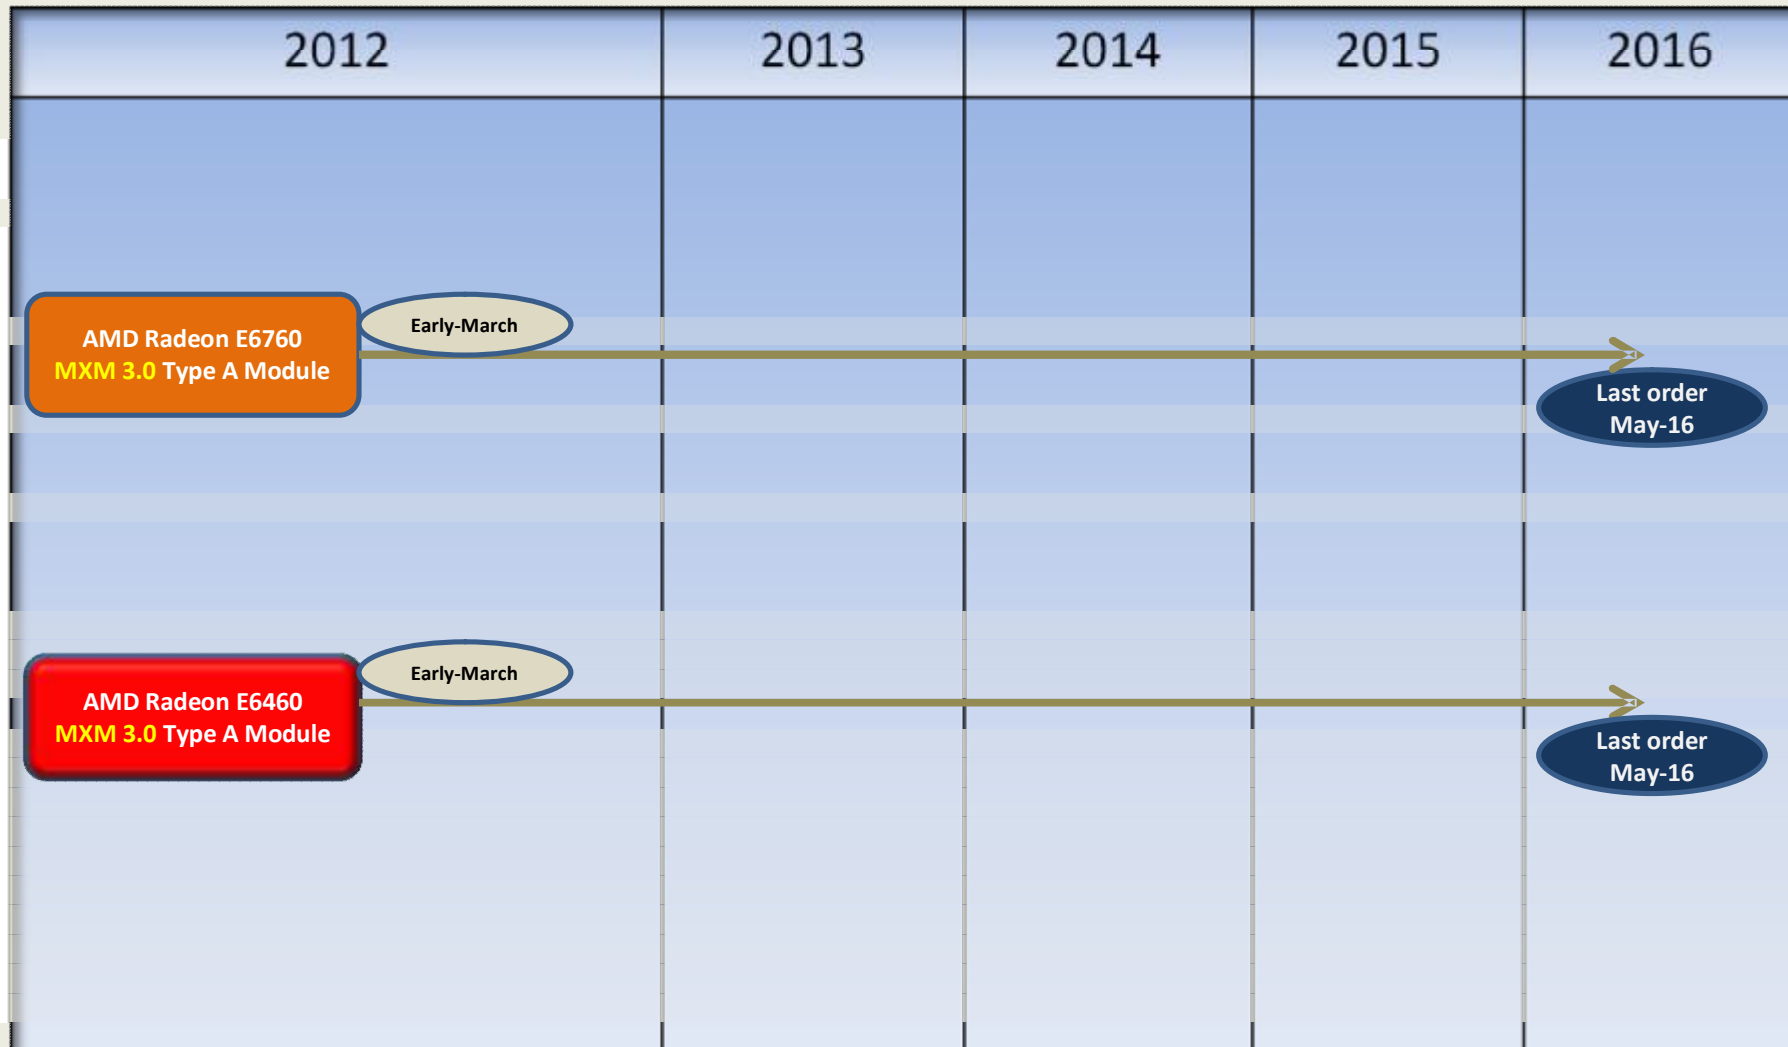 2012 2013 2014 2015 2016
Early-March
AMD Radeon E6760
MXM 3.0 Type A Module
Last order
May-16
Early-March
AMD Radeon E6460
MXM 3.0 Type A Module
Last order
May-16